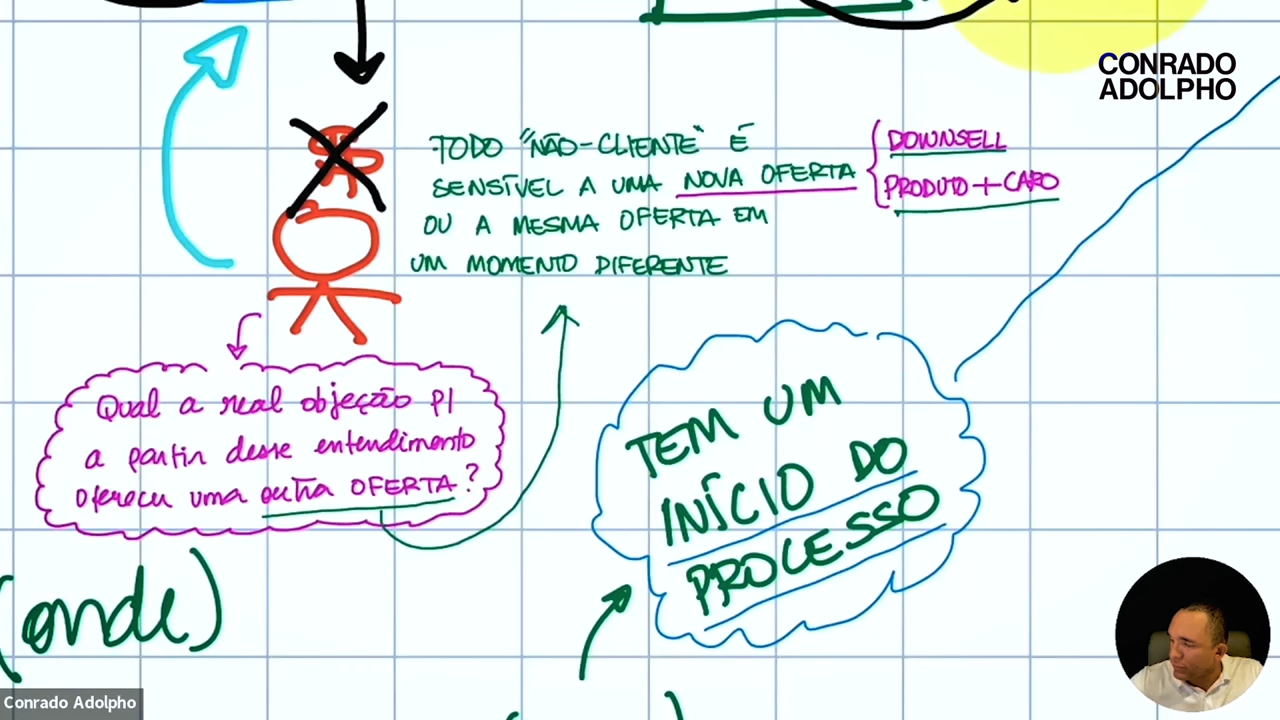 CONRADO
ADOLPHO
TODO "NÃO-CLIENTE" É
SENSÍVEL A UMA NOVA OFERTA
OU A MESMA OFERTA EM
UM MOMENTO DIFERENTE
DOWNSELL
PRODUTO + CARO
Qual a real objeção p/
a partir desse entendimento
oferecer uma outra OFERTA?
TEM UM
INÍCIO DO
PROCESSO
(onde)
Conrado Adolpho